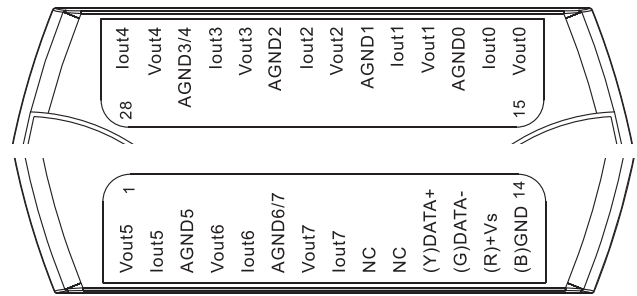 Iout4
Vout4
AGND3/4
Iout3
Vout3
AGND2
Iout2
Vout2
AGND1
Iout1
Vout1
AGND0
Iout0
Vout0
28
15
1
Vout5
Iout5
AGND5
Vout6
Iout6
AGND6/7
Vout7
Iout7
NC
NC
(Y)DATA+
(G)DATA-
(R)+Vs
(B)GND 14